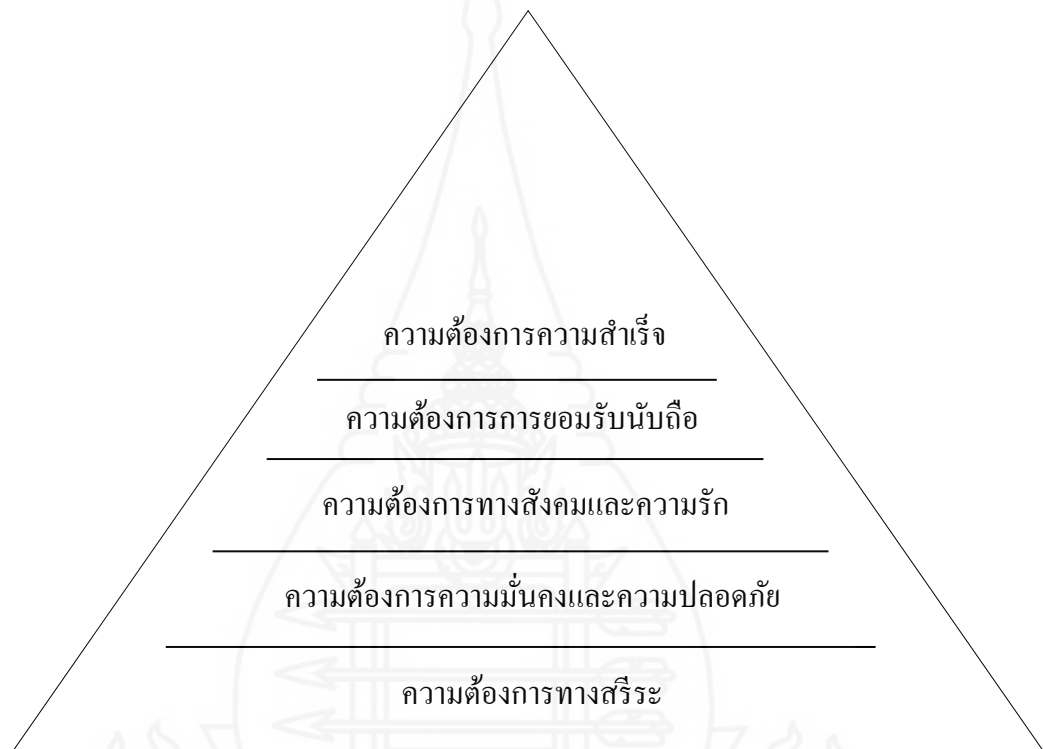 ความต้องการความสำเร็จ
ความต้องการการยอมรับนับถือ
ความต้องการทางสังคมและความรัก
ความต้องการความมั่นคงและความปลอดภัย
ความต้องการทางสรีระ